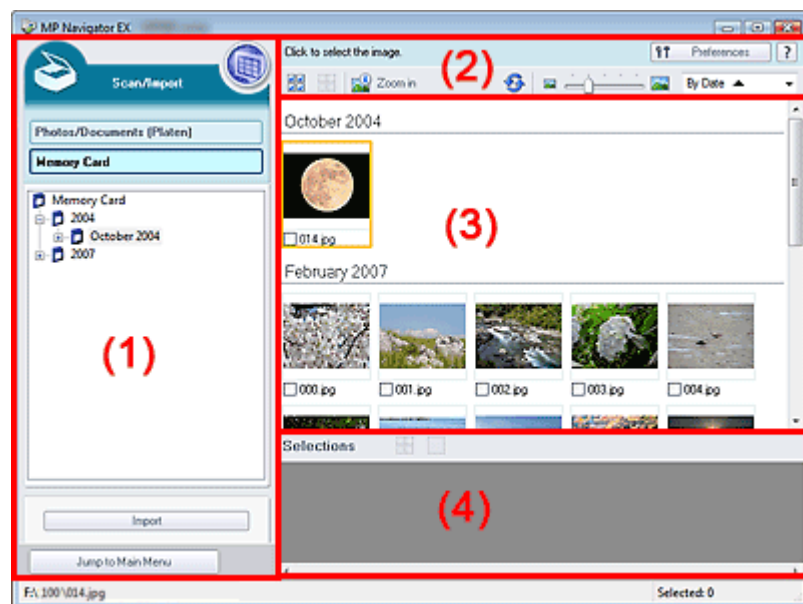 MP Navigator EX
Click to select the image.
Preferences
?
(2)
Zoom in
By Date
Scan/Import
Photos/Documents (Platen)
Memory Card
Memory Card
2004
October 2004
2007
(1)
Import
Jump to Main Menu
October 2004
014.jpg
(3)
February 2007
000.jpg
001.jpg
002.jpg
003.jpg
004.jpg
Selections
(4)
F:\ 100\014.jpg
Selected: 0